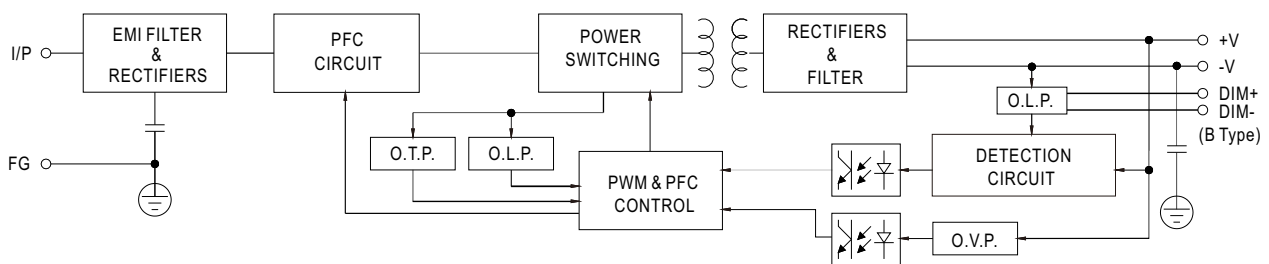 I/P
EMI FILTER
&
RECTIFIERS
PFC
CIRCUIT
POWER
SWITCHING
RECTIFIERS
&
FILTER
+V
-V
DIM+
DIM-
(B Type)
O.L.P.
FG
O.T.P.
O.L.P.
PWM & PFC
CONTROL
DETECTION
CIRCUIT
O.V.P.